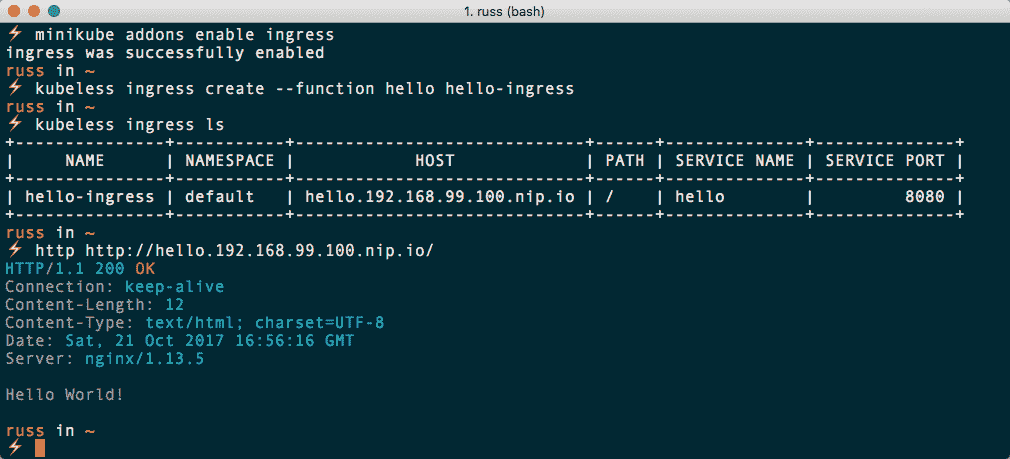 1. russ (bash)
⚡ minikube addons enable ingress
ingress was successfully enabled
russ in ~
⚡ kubeless ingress create --function hello hello-ingress
russ in ~
⚡ kubeless ingress ls
+---------------+-----------+-----------------------------+------+--------------+--------------+
|     NAME      | NAMESPACE |            HOST             | PATH | SERVICE NAME | SERVICE PORT |
+---------------+-----------+-----------------------------+------+--------------+--------------+
| hello-ingress | default   | hello.192.168.99.100.nip.io | /    | hello        |         8080 |
+---------------+-----------+-----------------------------+------+--------------+--------------+
russ in ~
⚡ http http://hello.192.168.99.100.nip.io/
HTTP/1.1 200 OK
Connection: keep-alive
Content-Length: 12
Content-Type: text/html; charset=UTF-8
Date: Sat, 21 Oct 2017 16:56:16 GMT
Server: nginx/1.13.5
Hello World!
russ in ~
⚡